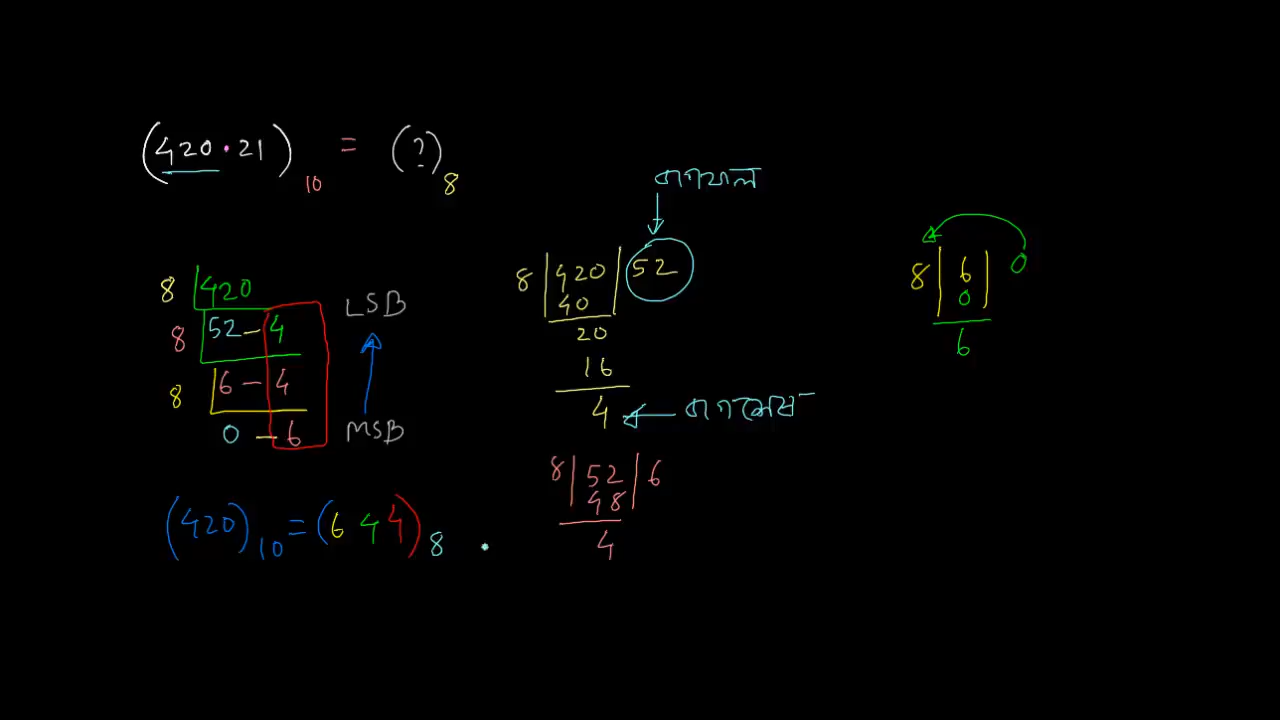 (420.21)10 = (?)8
ভাগফল
8 | 420 | 52
40
20
16
4 ← ভাগশেষ
8 | 6 | 0
0
6
8 | 420
8 | 52 – 4 LSB
8 | 6 – 4
0 – 6 MSB
8 | 52 | 6
48
4
(420)10 = (644)8